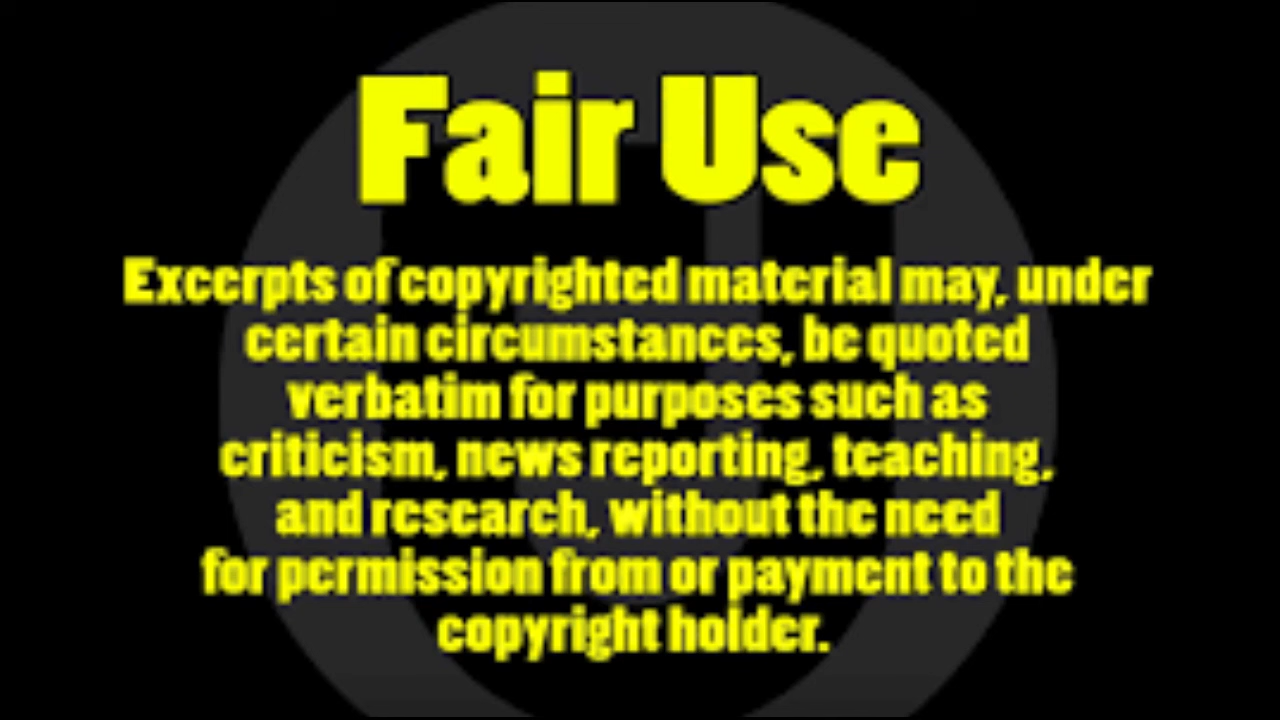 Fair Use
Excerpts of copyrighted material may, under
certain circumstances, be quoted
verbatim for purposes such as
criticism, news reporting, teaching,
and research, without the need
for permission from or payment to the
copyright holder.